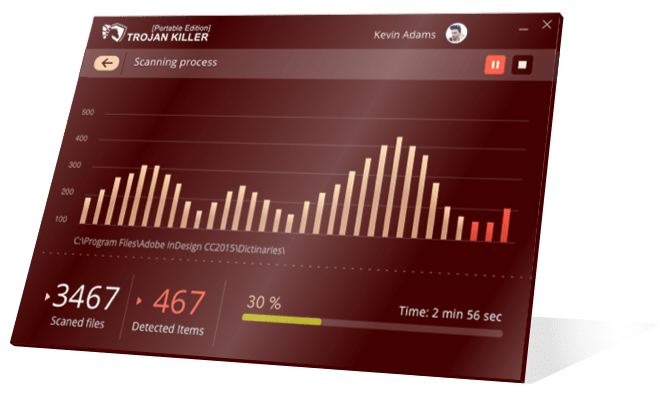 [Portable Edition]
TROJAN KILLER
Kevin Adams
Scanning process
500
400
300
200
100
C:\Program Files\Adobe InDesign CC2015\Dictinaries\
3467
Scaned files
467
Detected Items
30 %
Time: 2 min 56 sec